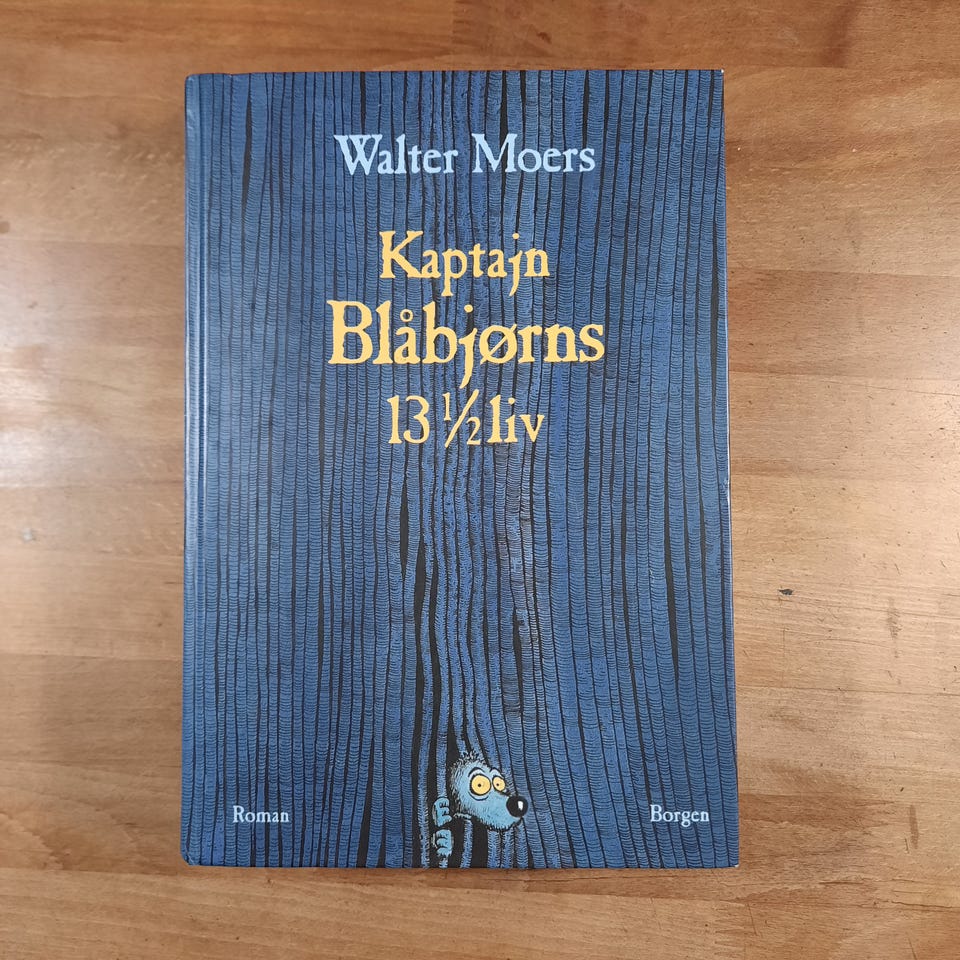 Walter Moers
Kaptajn
Blåbjørns
13 ½ liv
Roman
Borgen